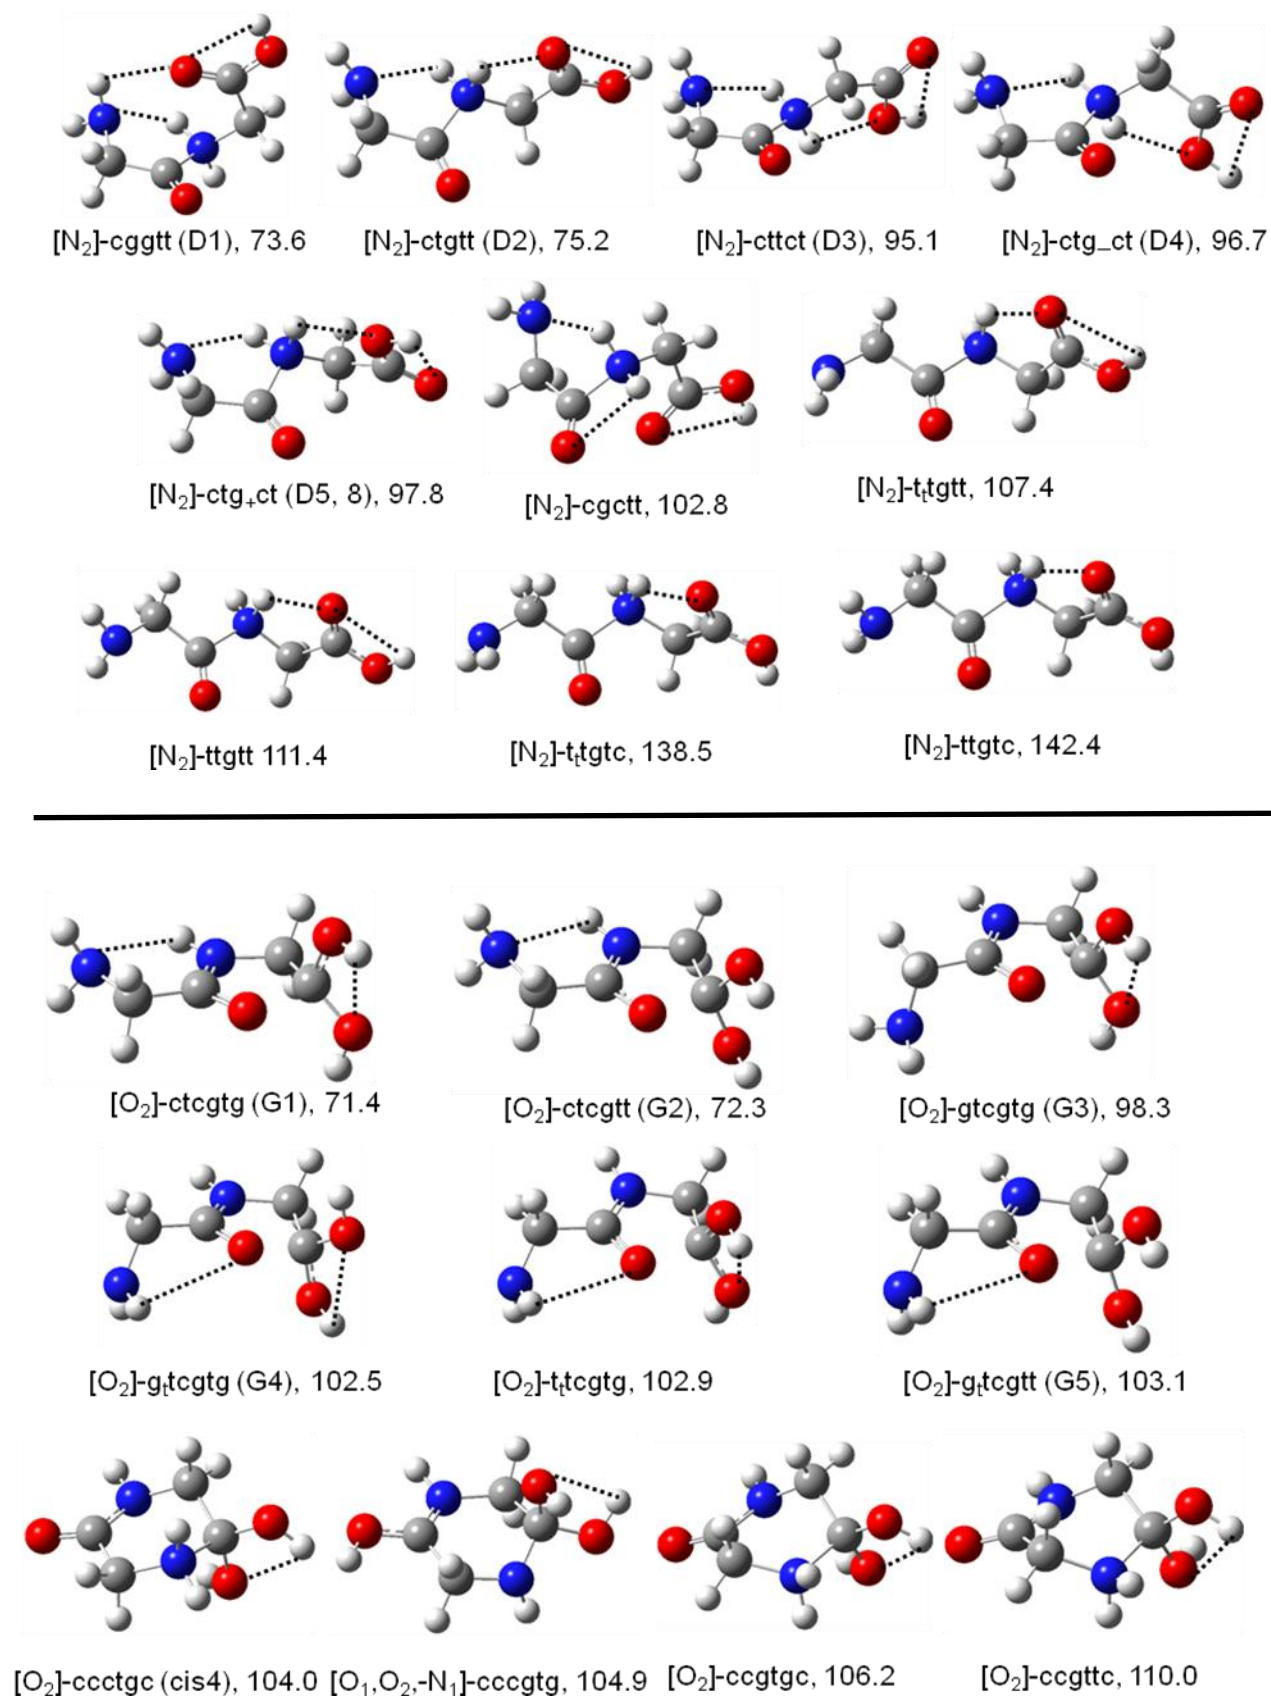 [N₂]-cggtt (D1), 73.6
[N₂]-ctgtt (D2), 75.2
[N₂]-cttct (D3), 95.1
[N₂]-ctg₋ct (D4), 96.7
[N₂]-ctg₊ct (D5, 8), 97.8
[N₂]-cgctt, 102.8
[N₂]-tₜtgtt, 107.4
[N₂]-ttgtt 111.4
[N₂]-tₜtgtc, 138.5
[N₂]-ttgtc, 142.4
[O₂]-ctcgtg (G1), 71.4
[O₂]-ctcgtt (G2), 72.3
[O₂]-gtcgtg (G3), 98.3
[O₂]-gₜtcgtg (G4), 102.5
[O₂]-tₜtcgtg, 102.9
[O₂]-gₜtcgtt (G5), 103.1
[O₂]-ccctgc (cis4), 104.0
[O₁,O₂,-N₁]-cccgtg, 104.9
[O₂]-ccgtgc, 106.2
[O₂]-ccgttc, 110.0